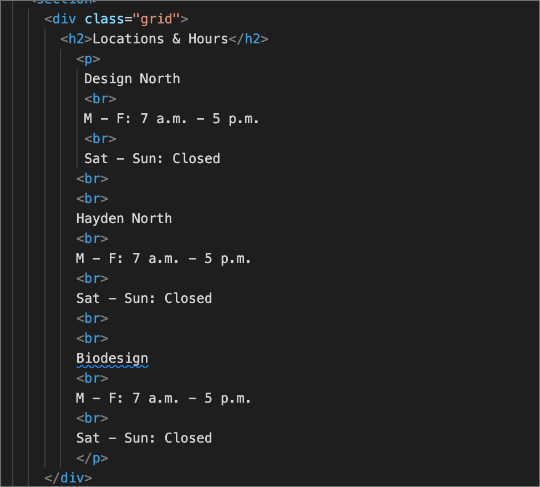 <section>
<div class="grid">
<h2>Locations & Hours</h2>
<p>
Design North
<br>
M – F: 7 a.m. – 5 p.m.
<br>
Sat – Sun: Closed
<br>
<br>
Hayden North
<br>
M – F: 7 a.m. – 5 p.m.
<br>
Sat – Sun: Closed
<br>
<br>
Biodesign
<br>
M – F: 7 a.m. – 5 p.m.
<br>
Sat – Sun: Closed
</p>
</div>